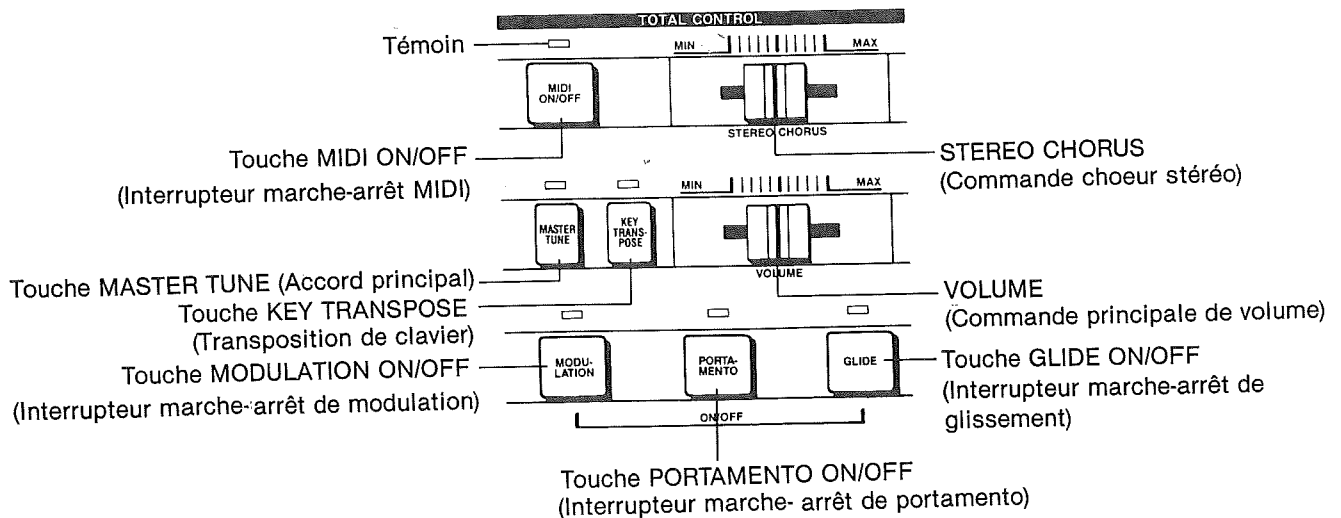 TOTAL CONTROL
Témoin
MIN
MAX
MIDI
ON/OFF
STEREO CHORUS
Touche MIDI ON/OFF
(Interrupteur marche-arrêt MIDI)
STEREO CHORUS
(Commande choeur stéréo)
MIN
MAX
MASTER
TUNE
KEY
TRANS-
POSE
VOLUME
Touche MASTER TUNE (Accord principal)
Touche KEY TRANSPOSE
(Transposition de clavier)
VOLUME
(Commande principale de volume)
Touche MODULATION ON/OFF
(Interrupteur marche-arrêt de modulation)
MODU-
LATION
PORTA-
MENTO
GLIDE
Touche GLIDE ON/OFF
(Interrupteur marche-arrêt de
glissement)
ON/OFF
Touche PORTAMENTO ON/OFF
(Interrupteur marche- arrêt de portamento)